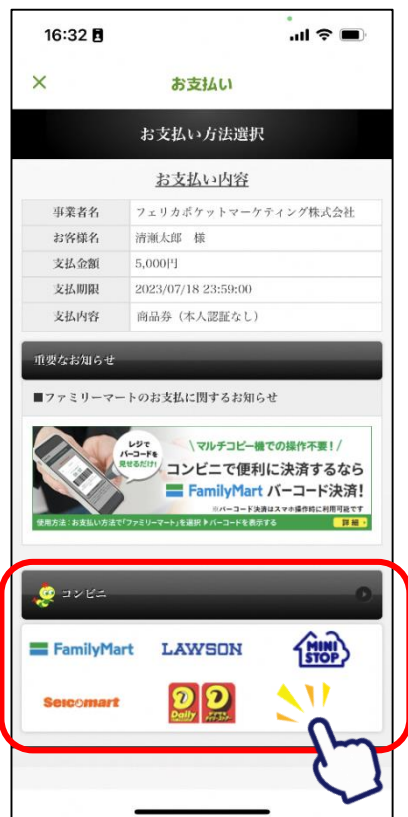 16:32
× お支払い
お支払い方法選択
お支払い内容
事業者名 フェリカポケットマーケティング株式会社
お客様名 清瀬太郎 様
支払金額 5,000円
支払期限 2023/07/18 23:59:00
支払内容 商品券（本人認証なし）
重要なお知らせ
■ファミリーマートのお支払に関するお知らせ
レジで
バーコードを
見せるだけ!
\ マルチコピー機での操作不要! /
コンビニで便利に決済するなら
FamilyMart バーコード決済!
※バーコード決済はスマホ操作時に利用可能です
使用方法：お支払い方法で「ファミリーマート」を選択▶バーコードを表示する 詳細
コンビニ
FamilyMart LAWSON MINI STOP
Seicomart Daily